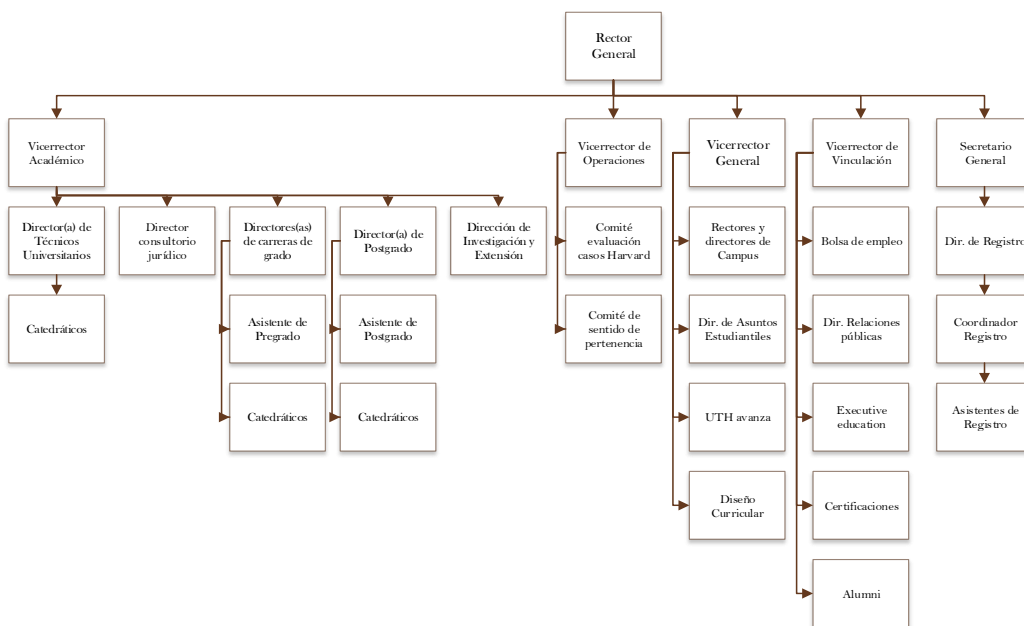 Rector
General
Vicerrector
Académico
Vicerrector de
Operaciones
Vicerrector
General
Vicerrector de
Vinculación
Secretario
General
Director(a) de
Técnicos
Universitarios
Director
consultorio
jurídico
Directores(as)
de carreras de
grado
Director(a) de
Postgrado
Dirección de
Investigación y
Extensión
Comité
evaluación
casos Harvard
Rectores y
directores de
Campus
Bolsa de empleo
Dir. de Registro
Catedráticos
Asistente de
Pregrado
Asistente de
Postgrado
Comité de
sentido de
pertenencia
Dir. de Asuntos
Estudiantiles
Dir. Relaciones
públicas
Coordinador
Registro
Catedráticos
Catedráticos
UTH avanza
Executive
education
Asistentes de
Registro
Diseño
Curricular
Certificaciones
Alumni